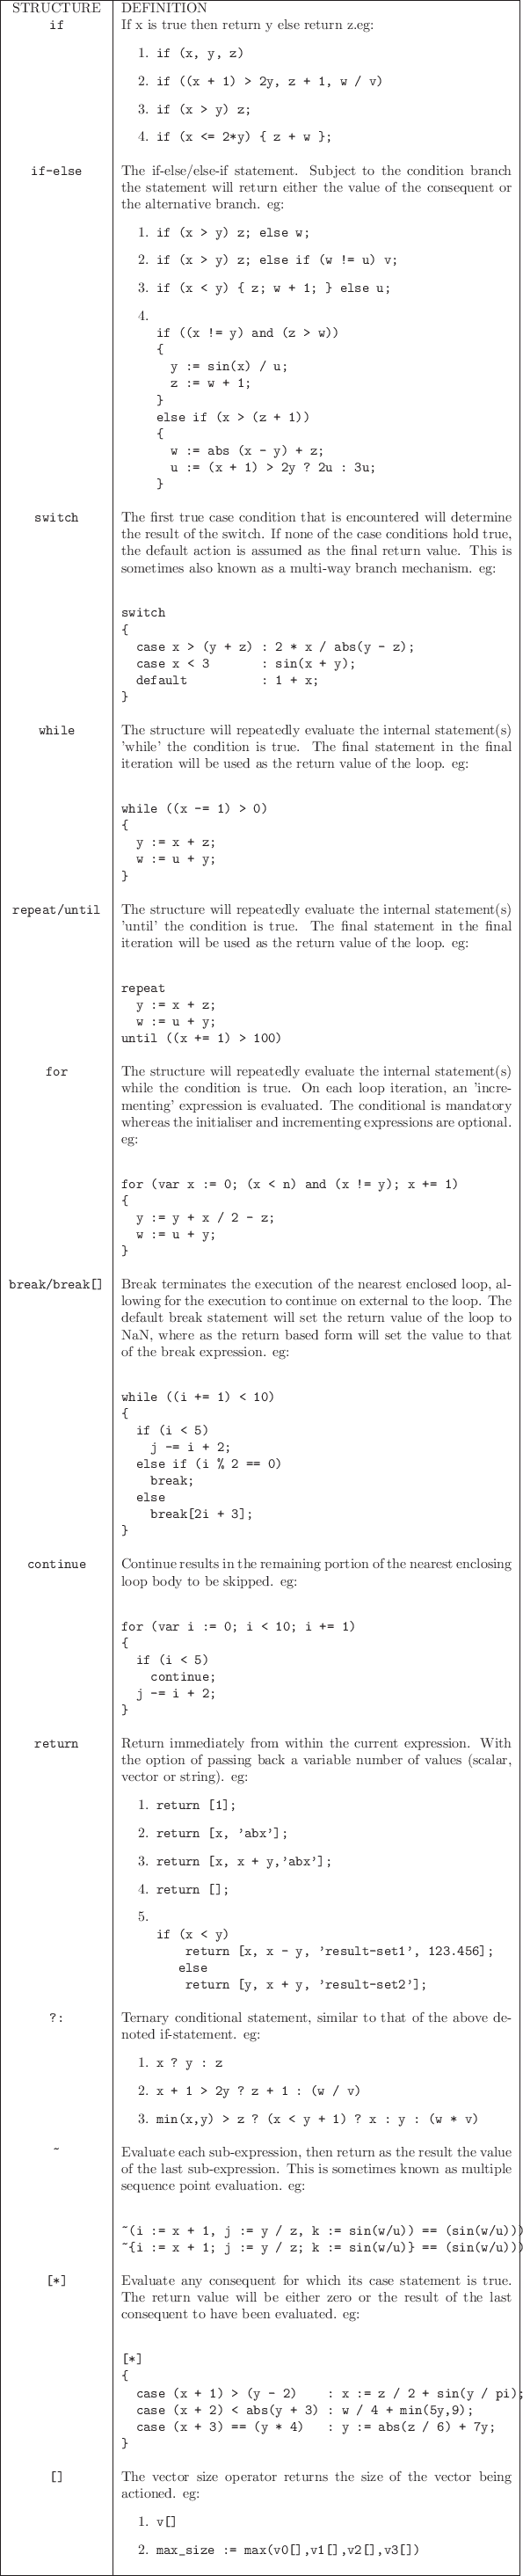 STRUCTURE DEFINITION
if If x is true then return y else return z.eg:
1. if (x, y, z)
2. if ((x + 1) > 2y, z + 1, w / v)
3. if (x > y) z;
4. if (x <= 2*y) { z + w };
if-else The if-else/else-if statement. Subject to the condition branch
the statement will return either the value of the consequent or
the alternative branch. eg:
1. if (x > y) z; else w;
2. if (x > y) z; else if (w != u) v;
3. if (x < y) { z; w + 1; } else u;
4.
if ((x != y) and (z > w))
{
y := sin(x) / u;
z := w + 1;
}
else if (x > (z + 1))
{
w := abs (x - y) + z;
u := (x + 1) > 2y ? 2u : 3u;
}
switch The first true case condition that is encountered will determine
the result of the switch. If none of the case conditions hold true,
the default action is assumed as the final return value. This is
sometimes also known as a multi-way branch mechanism. eg:
switch
{
case x > (y + z) : 2 * x / abs(y - z);
case x < 3 : sin(x + y);
default : 1 + x;
}
while The structure will repeatedly evaluate the internal statement(s)
'while' the condition is true. The final statement in the final
iteration will be used as the return value of the loop. eg:
while ((x -= 1) > 0)
{
y := x + z;
w := u + y;
}
repeat/until The structure will repeatedly evaluate the internal statement(s)
'until' the condition is true. The final statement in the final
iteration will be used as the return value of the loop. eg:
repeat
y := x + z;
w := u + y;
until ((x += 1) > 100)
for The structure will repeatedly evaluate the internal statement(s)
while the condition is true. On each loop iteration, an 'incre-
menting' expression is evaluated. The conditional is mandatory
whereas the initialiser and incrementing expressions are optional.
eg:
for (var x := 0; (x < n) and (x != y); x += 1)
{
y := y + x / 2 - z;
w := u + y;
}
break/break[] Break terminates the execution of the nearest enclosed loop, al-
lowing for the execution to continue on external to the loop. The
default break statement will set the return value of the loop to
NaN, where as the return based form will set the value to that
of the break expression. eg:
while ((i += 1) < 10)
{
if (i < 5)
j -= i + 2;
else if (i % 2 == 0)
break;
else
break[2i + 3];
}
continue Continue results in the remaining portion of the nearest enclosing
loop body to be skipped. eg:
for (var i := 0; i < 10; i += 1)
{
if (i < 5)
continue;
j -= i + 2;
}
return Return immediately from within the current expression. With
the option of passing back a variable number of values (scalar,
vector or string). eg:
1. return [1];
2. return [x, 'abx'];
3. return [x, x + y,'abx'];
4. return [];
5.
if (x < y)
return [x, x - y, 'result-set1', 123.456];
else
return [y, x + y, 'result-set2'];
?: Ternary conditional statement, similar to that of the above de-
noted if-statement. eg:
1. x ? y : z
2. x + 1 > 2y ? z + 1 : (w / v)
3. min(x,y) > z ? (x < y + 1) ? x : y : (w * v)
~ Evaluate each sub-expression, then return as the result the value
of the last sub-expression. This is sometimes known as multiple
sequence point evaluation. eg:
~(i := x + 1, j := y / z, k := sin(w/u)) == (sin(w/u)))
~{i := x + 1; j := y / z; k := sin(w/u)} == (sin(w/u)))
[*] Evaluate any consequent for which its case statement is true.
The return value will be either zero or the result of the last
consequent to have been evaluated. eg:
[*]
{
case (x + 1) > (y - 2) : x := z / 2 + sin(y / pi);
case (x + 2) < abs(y + 3) : w / 4 + min(5y,9);
case (x + 3) == (y * 4) : y := abs(z / 6) + 7y;
}
[] The vector size operator returns the size of the vector being
actioned. eg:
1. v[]
2. max_size := max(v0[],v1[],v2[],v3[])